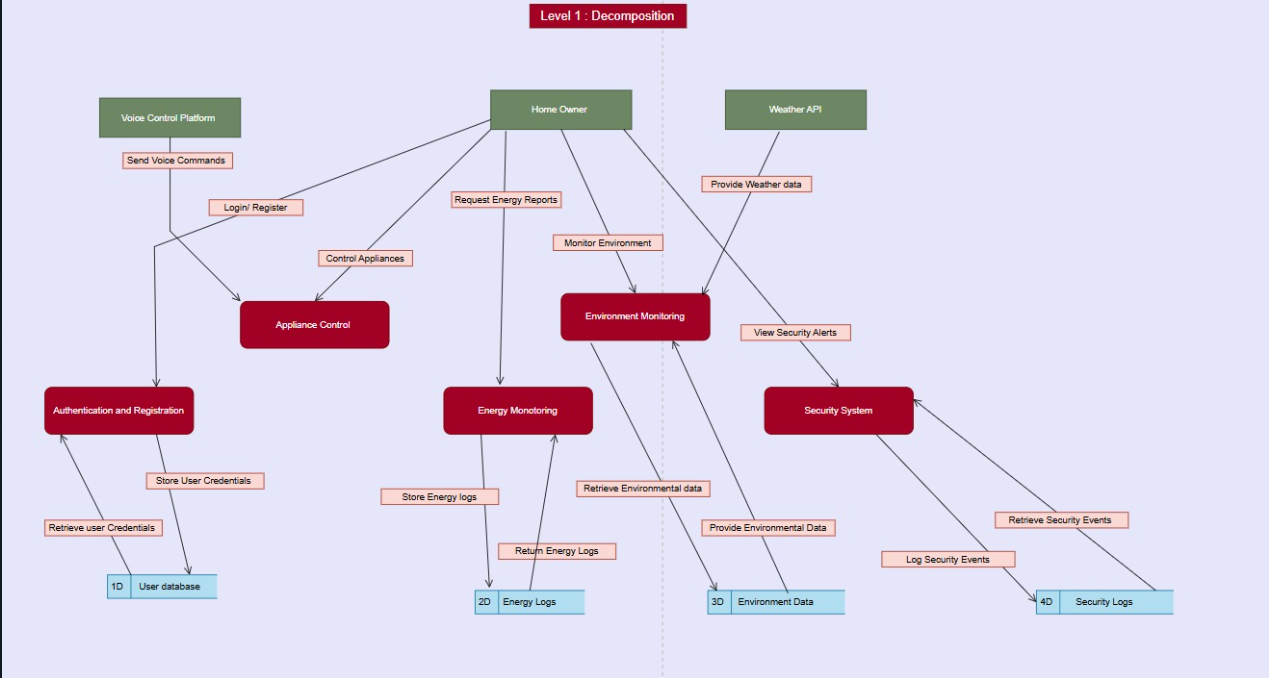 Level 1 : Decomposition
Voice Control Platform
Home Owner
Weather API
Send Voice Commands
Login/ Register
Request Energy Reports
Provide Weather data
Control Appliances
Monitor Environment
View Security Alerts
Appliance Control
Environment Monitoring
Authentication and Registration
Energy Monotoring
Security System
Store User Credentials
Retrieve user Credentials
Store Energy logs
Return Energy Logs
Retrieve Environmental data
Provide Environmental Data
Retrieve Security Events
Log Security Events
1D User database
2D Energy Logs
3D Environment Data
4D Security Logs